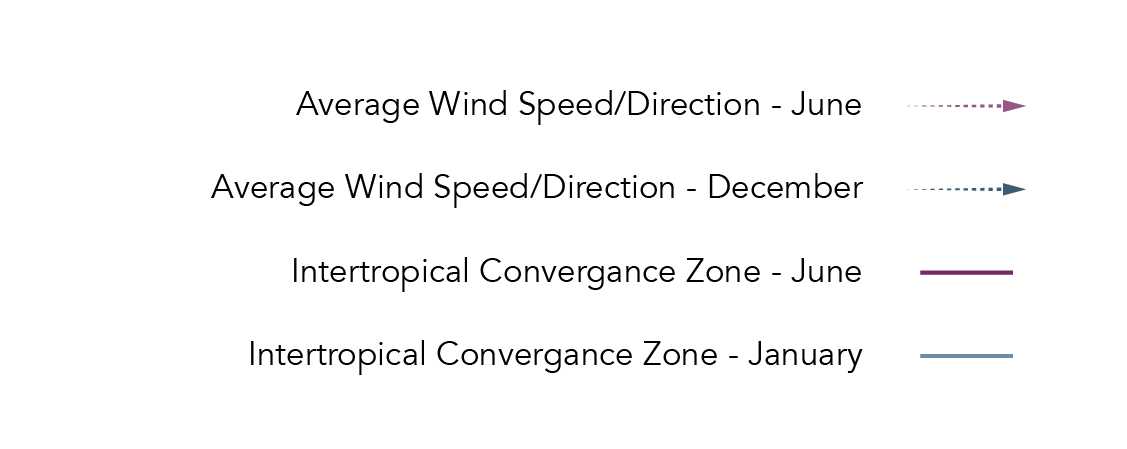 Average Wind Speed/Direction - June
Average Wind Speed/Direction - December
Intertropical Convergance Zone - June
Intertropical Convergance Zone - January